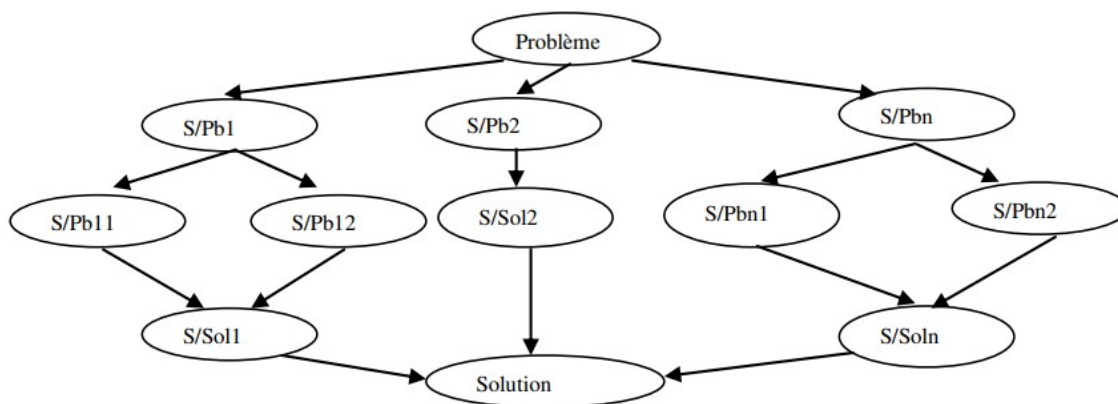 Problème
S/Pb1
S/Pb2
S/Pbn
S/Pb11
S/Pb12
S/Sol2
S/Pbn1
S/Pbn2
S/Sol1
S/Soln
Solution